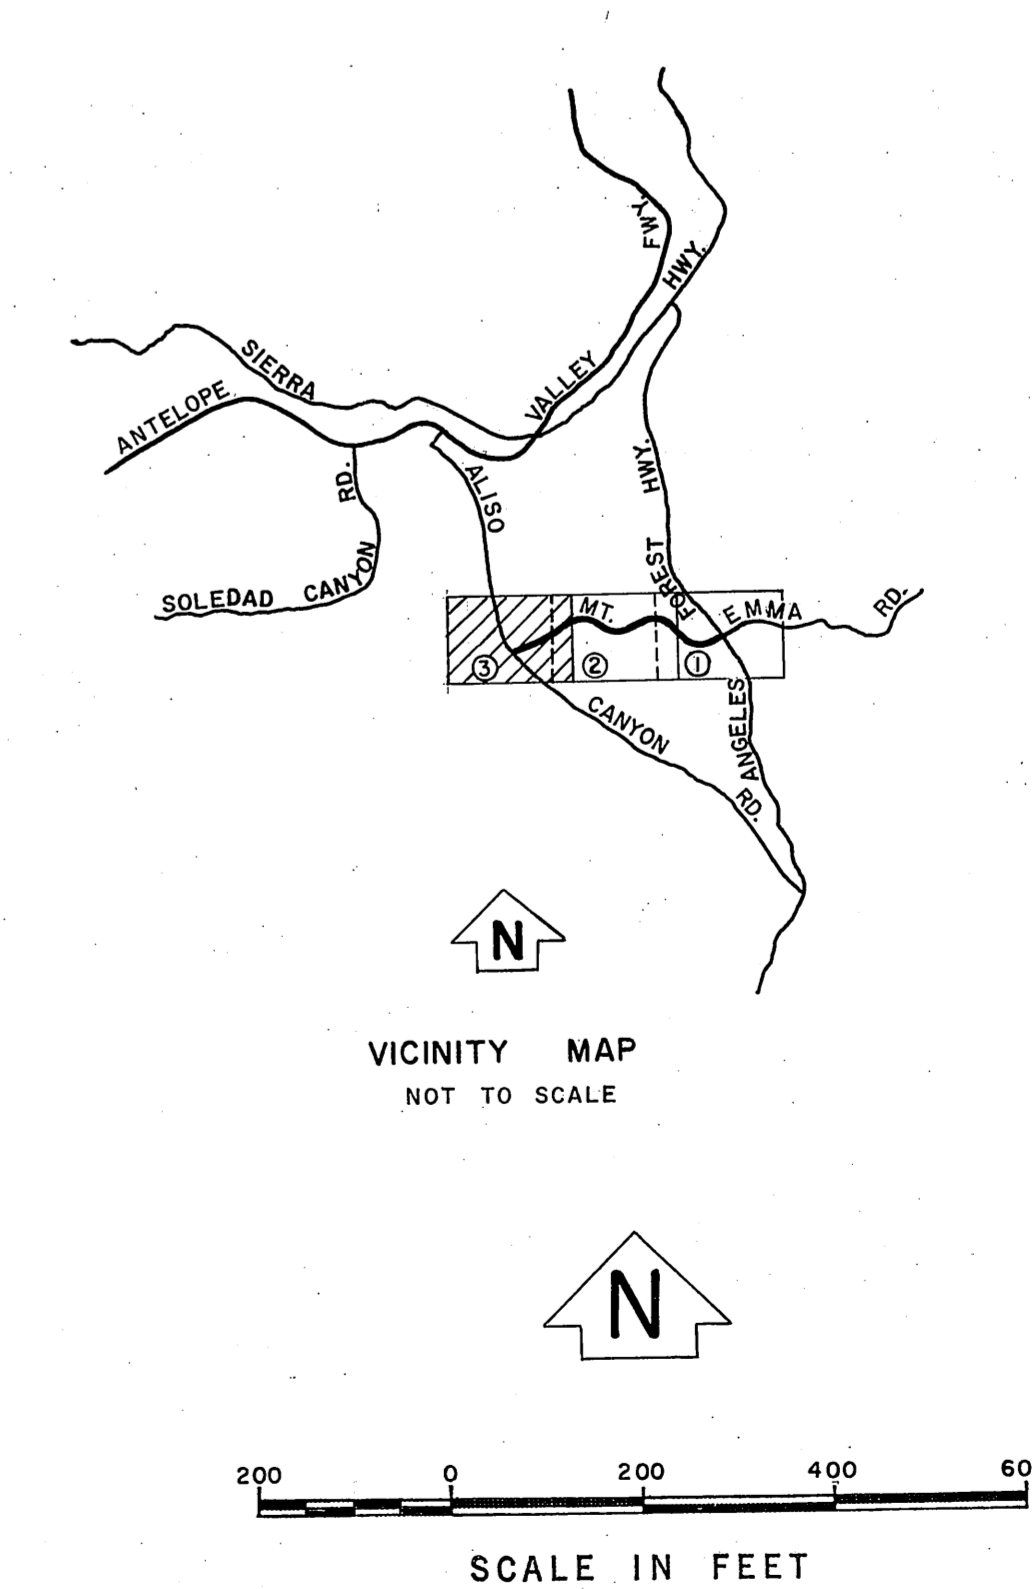 FWY.
HWY.
SIERRA
VALLEY
ANTELOPE
HWY.
RD.
ALISO
SOLEDAD CANYON
FOREST
MT. EMMA RD.
③ ② ①
CANYON
ANGELES
RD.
N
VICINITY MAP
NOT TO SCALE
N
200 0 200 400 60
SCALE IN FEET